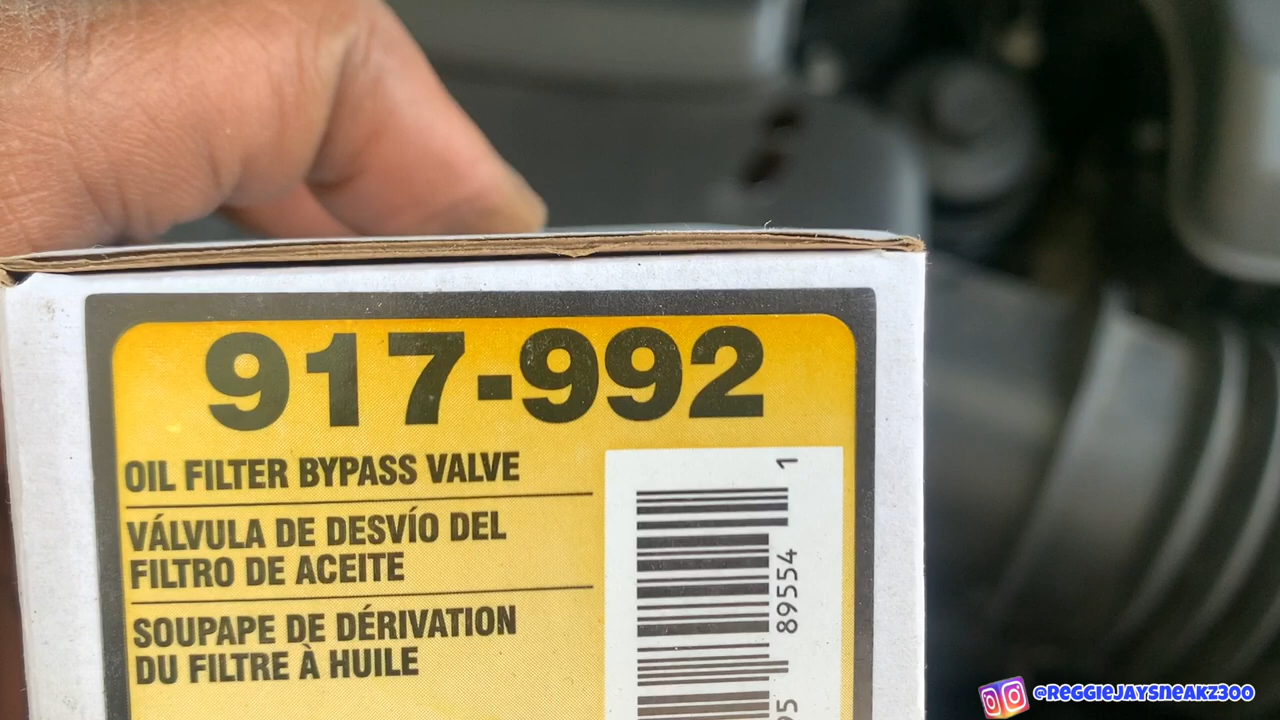 917-992
OIL FILTER BYPASS VALVE
VÁLVULA DE DESVÍO DEL
FILTRO DE ACEITE
SOUPAPE DE DÉRIVATION
DU FILTRE À HUILE
1
89554
95
@REGGIEJAYSNEAKZ300